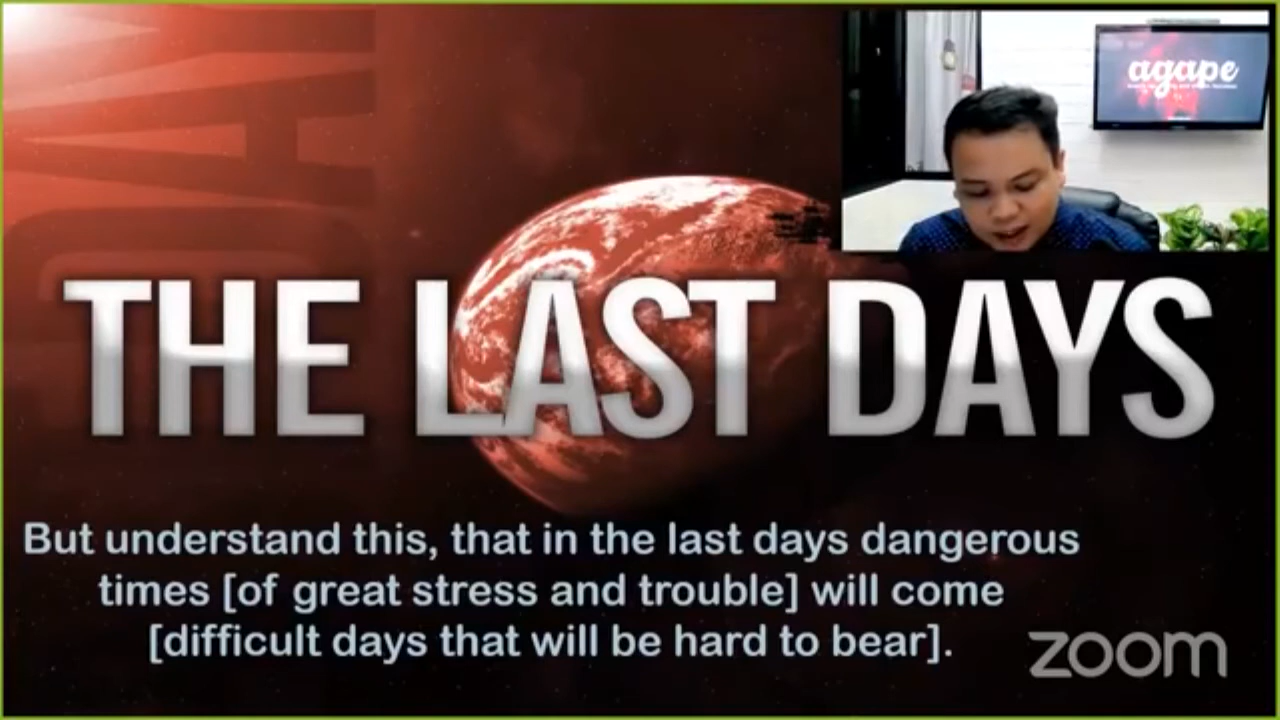 agape
THE LAST DAYS
But understand this, that in the last days dangerous
times [of great stress and trouble] will come
[difficult days that will be hard to bear].
zoom